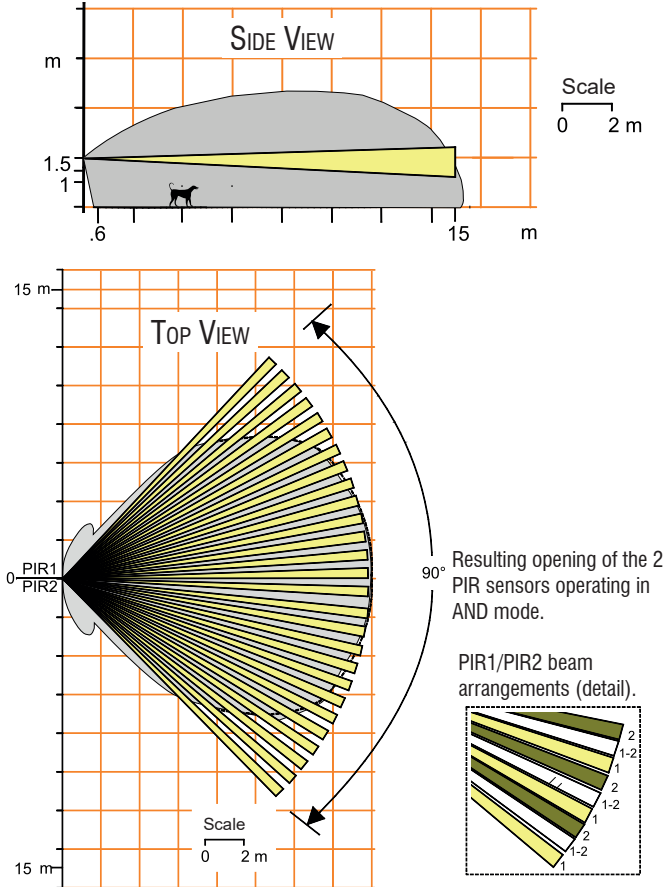 SIDE VIEW
m
Scale
0 2 m
1.5
1
.6 15 m
15 m
TOP VIEW
0 PIR1
PIR2
90°
Resulting opening of the 2
PIR sensors operating in
AND mode.
PIR1/PIR2 beam
arrangements (detail).
2
1-2
1
2
1-2
1
2
1-2
1
Scale
0 2 m
15 m